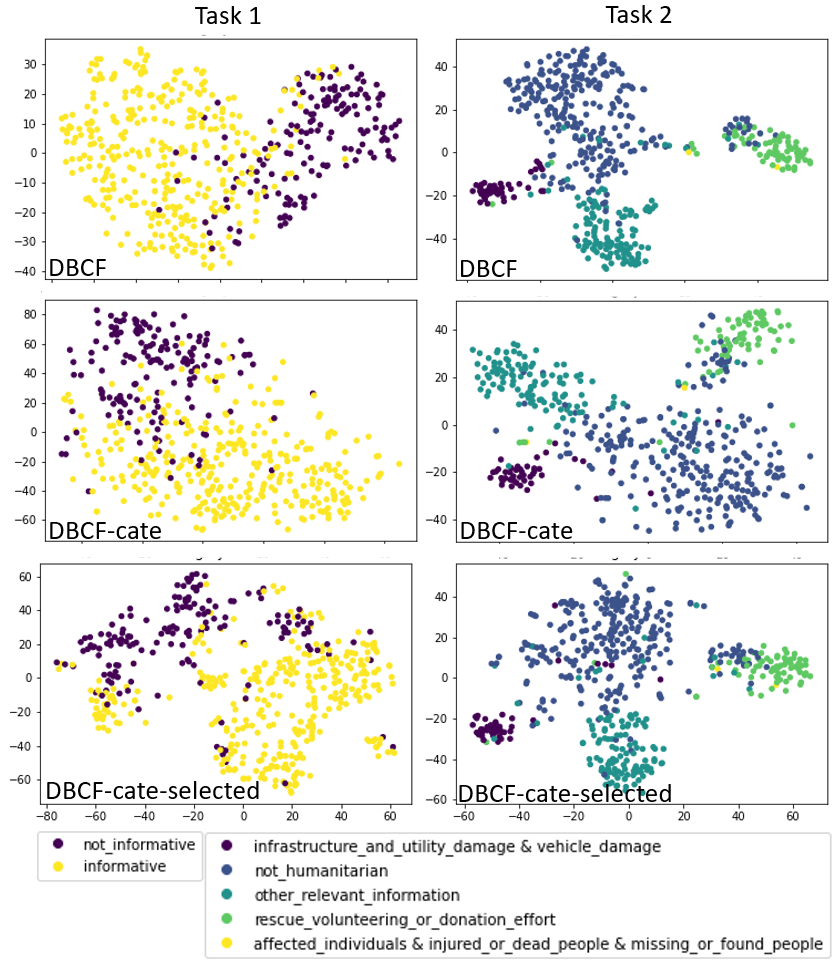 Task 1
Task 2
30
20
10
0
−10
−20
−30
−40
DBCF
40
20
0
−20
−40
DBCF
80
60
40
20
0
−20
−40
−60
DBCF-cate
40
20
0
−20
−40
DBCF-cate
60
40
20
0
−20
−40
−60
DBCF-cate-selected
−80 −60 −40 −20 0 20 40 60
40
20
0
−20
−40
−60
DBCF-cate-selected
−60 −40 −20 0 20 40 60
not_informative
informative
infrastructure_and_utility_damage & vehicle_damage
not_humanitarian
other_relevant_information
rescue_volunteering_or_donation_effort
affected_individuals & injured_or_dead_people & missing_or_found_people